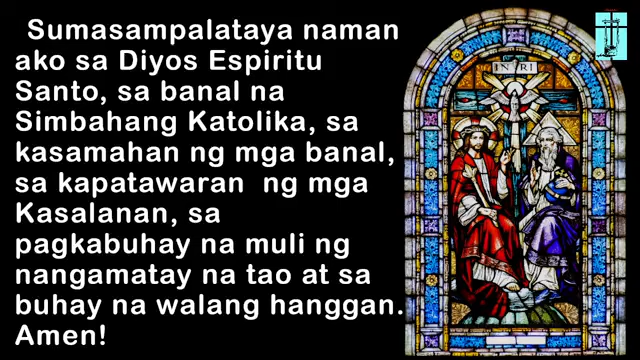 Sumasampalataya naman
ako sa Diyos Espiritu
Santo, sa banal na
Simbahang Katolika, sa
kasamahan ng mga banal,
sa kapatawaran ng mga
Kasalanan, sa
pagkabuhay na muli ng
nangamatay na tao at sa
buhay na walang hanggan.
Amen!
INRI